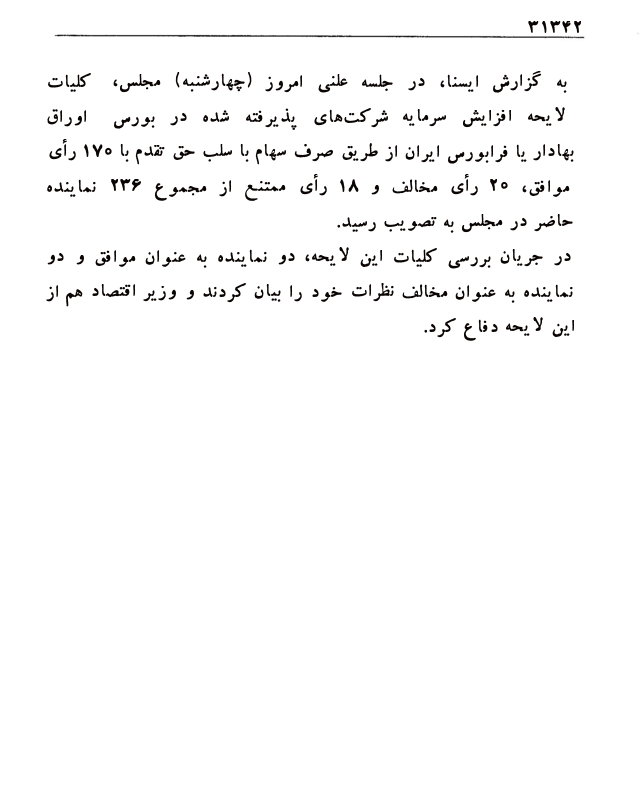 ۳۱۳۴۲
به گزارش ایسنا، در جلسه علنی امروز (چهارشنبه) مجلس، کلیات
لایحه افزایش سرمایه شرکت‌های پذیرفته شده در بورس اوراق
بهادار یا فرابورس ایران از طریق صرف سهام با سلب حق تقدم با ۱۷۰ رأی
موافق، ۲۰ رأی مخالف و ۱۸ رأی ممتنع از مجموع ۲۳۶ نماینده
حاضر در مجلس به تصویب رسید.
در جریان بررسی کلیات این لایحه، دو نماینده به عنوان موافق و دو
نماینده به عنوان مخالف نظرات خود را بیان کردند و وزیر اقتصاد هم از
این لایحه دفاع کرد.